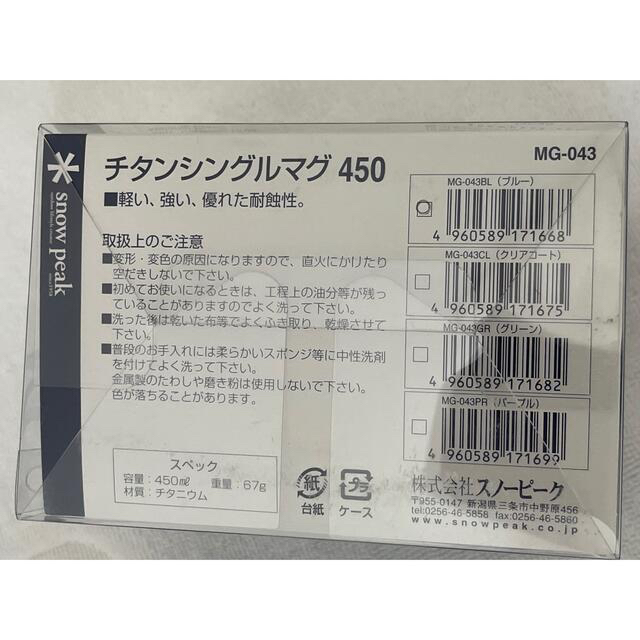 snow peak
チタンシングルマグ 450
■軽い、強い、優れた耐蝕性。
取扱上のご注意
■変形・変色の原因になりますので、直火にかけたり
空だきしないで下さい。
■初めてお使いになるときは、工程上の油分等が残っ
ていることがありますのでよく洗って下さい。
■洗った後は乾いた布等でよくふき取り、乾燥させて
下さい。
■普段のお手入れには柔らかいスポンジ等に中性洗剤
を付けてよく洗って下さい。
金属製のたわしや磨き粉は使用しないで下さい。
色が落ちることがあります。
スペック
容量：450㎖ 重量：67g
材質：チタニウム
MG-043
MG-043BL（ブルー）
4 960589 171668
MG-043CL（クリアコート）
4 960589 171675
MG-043GR（グリーン）
4 960589 171682
MG-043PR（パープル）
4 960589 171699
紙
台紙
プラ
ケース
株式会社スノーピーク
〒955-0147 新潟県三条市中野原456
tel:0256-46-5858 fax:0256-46-5860
www.snowpeak.co.jp